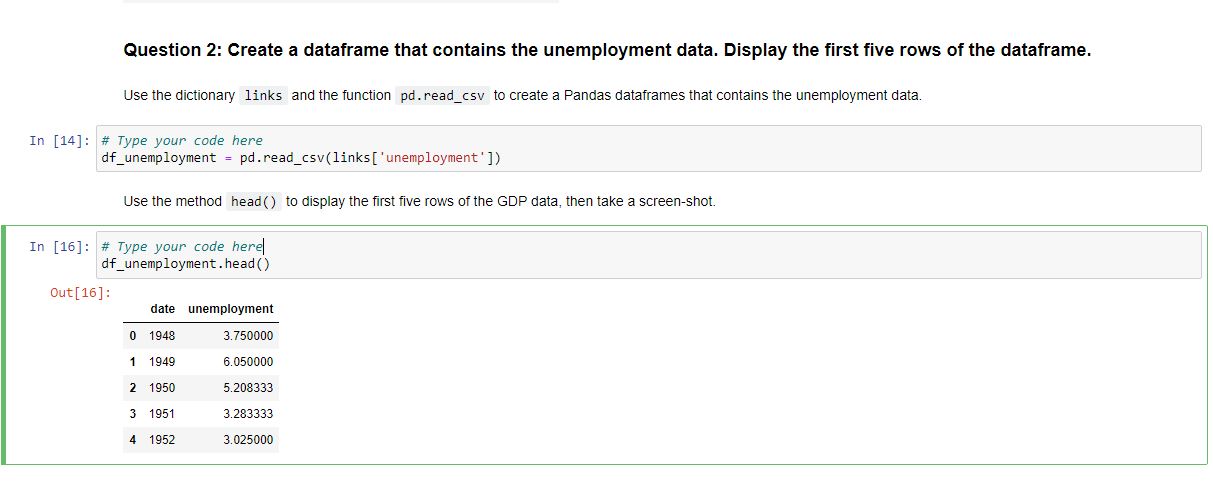 Question 2: Create a dataframe that contains the unemployment data. Display the first five rows of the dataframe.
Use the dictionary links and the function pd.read_csv to create a Pandas dataframes that contains the unemployment data.
In [14]: # Type your code here
df_unemployment = pd.read_csv(links['unemployment'])
Use the method head() to display the first five rows of the GDP data, then take a screen-shot.
In [16]: # Type your code here
df_unemployment.head()
Out[16]:
date unemployment
0 1948 3.750000
1 1949 6.050000
2 1950 5.208333
3 1951 3.283333
4 1952 3.025000